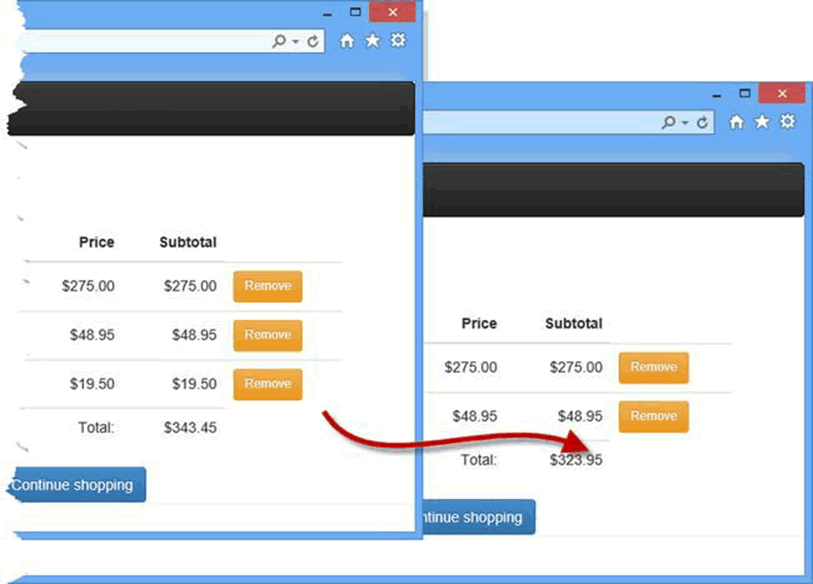 Price Subtotal
$275.00 $275.00 Remove
$48.95 $48.95 Remove
$19.50 $19.50 Remove
Total: $343.45
Continue shopping
Price Subtotal
$275.00 $275.00 Remove
$48.95 $48.95 Remove
Total: $323.95
ntinue shopping